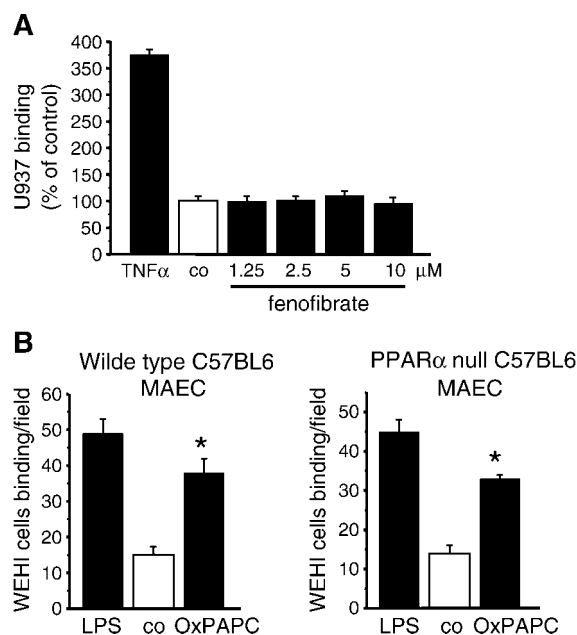 A
U937 binding
(% of control)
400
350
300
250
200
150
100
50
0
TNFα co 1.25 2.5 5 10 μM
fenofibrate
B
Wilde type C57BL6
MAEC
WEHI cells binding/field
60
50
40
30
20
10
0
*
LPS co OxPAPC
PPARα null C57BL6
MAEC
WEHI cells binding/field
50
40
30
20
10
0
*
LPS co OxPAPC